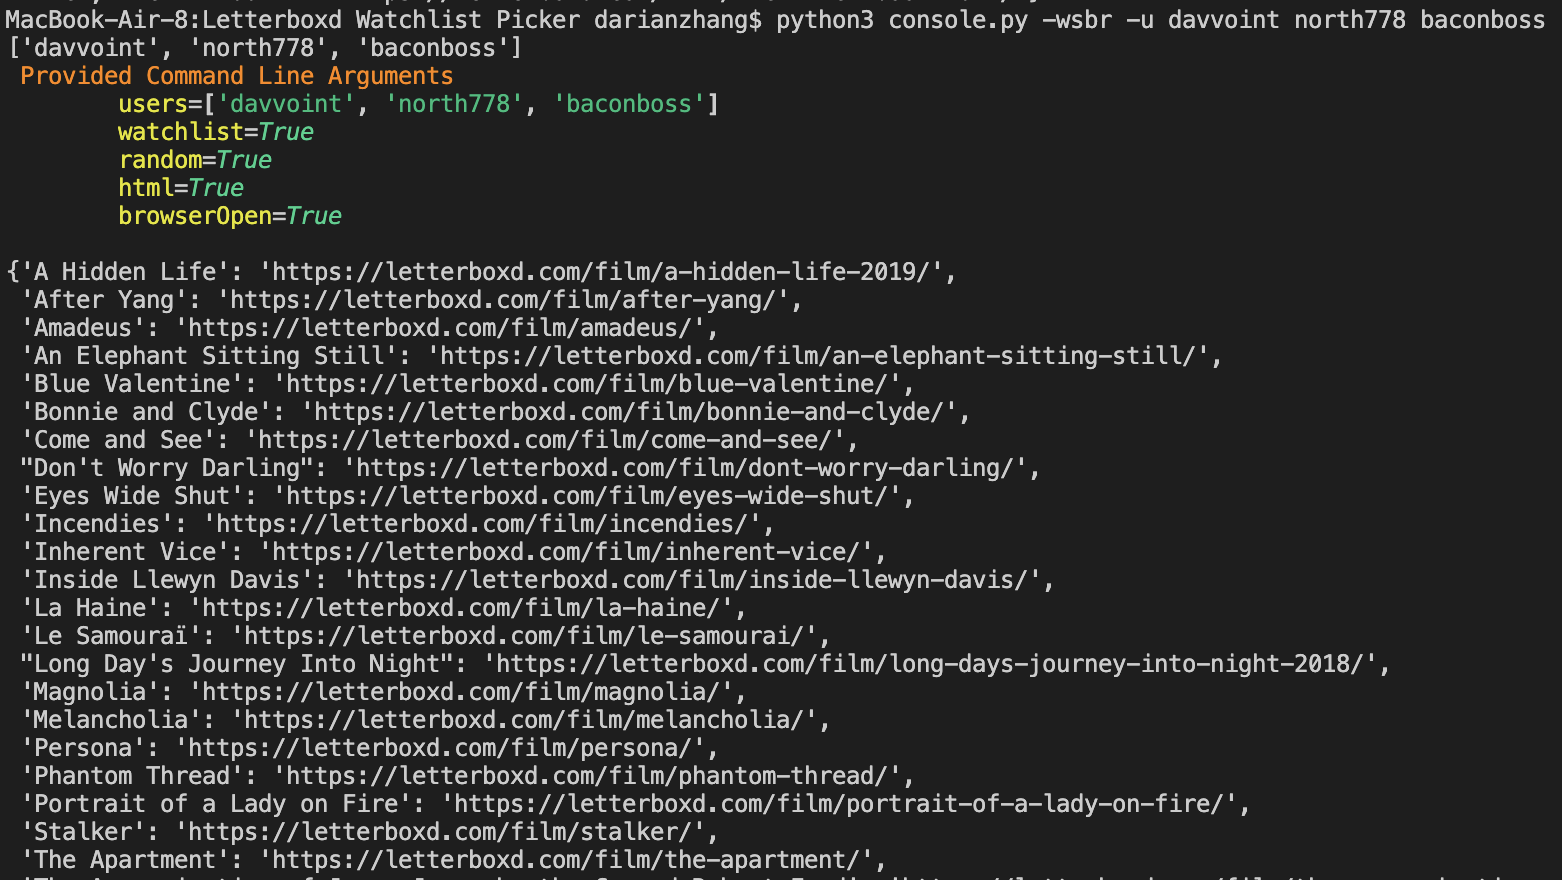 MacBook-Air-8:Letterboxd Watchlist Picker darianzhang$ python3 console.py -wsbr -u davvoint north778 baconboss
['davvoint', 'north778', 'baconboss']
Provided Command Line Arguments
users=['davvoint', 'north778', 'baconboss']
watchlist=True
random=True
html=True
browserOpen=True
{'A Hidden Life': 'https://letterboxd.com/film/a-hidden-life-2019/',
'After Yang': 'https://letterboxd.com/film/after-yang/',
'Amadeus': 'https://letterboxd.com/film/amadeus/',
'An Elephant Sitting Still': 'https://letterboxd.com/film/an-elephant-sitting-still/',
'Blue Valentine': 'https://letterboxd.com/film/blue-valentine/',
'Bonnie and Clyde': 'https://letterboxd.com/film/bonnie-and-clyde/',
'Come and See': 'https://letterboxd.com/film/come-and-see/',
"Don't Worry Darling": 'https://letterboxd.com/film/dont-worry-darling/',
'Eyes Wide Shut': 'https://letterboxd.com/film/eyes-wide-shut/',
'Incendies': 'https://letterboxd.com/film/incendies/',
'Inherent Vice': 'https://letterboxd.com/film/inherent-vice/',
'Inside Llewyn Davis': 'https://letterboxd.com/film/inside-llewyn-davis/',
'La Haine': 'https://letterboxd.com/film/la-haine/',
'Le Samouraï': 'https://letterboxd.com/film/le-samourai/',
"Long Day's Journey Into Night": 'https://letterboxd.com/film/long-days-journey-into-night-2018/',
'Magnolia': 'https://letterboxd.com/film/magnolia/',
'Melancholia': 'https://letterboxd.com/film/melancholia/',
'Persona': 'https://letterboxd.com/film/persona/',
'Phantom Thread': 'https://letterboxd.com/film/phantom-thread/',
'Portrait of a Lady on Fire': 'https://letterboxd.com/film/portrait-of-a-lady-on-fire/',
'Stalker': 'https://letterboxd.com/film/stalker/',
'The Apartment': 'https://letterboxd.com/film/the-apartment/',